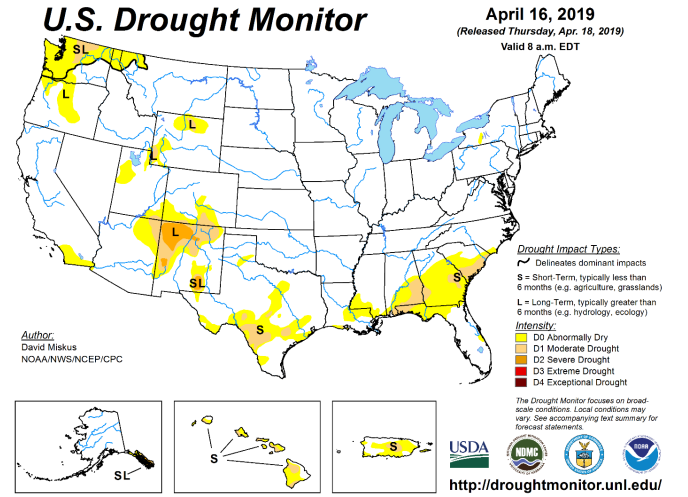 U.S. Drought Monitor
April 16, 2019
(Released Thursday, Apr. 18, 2019)
Valid 8 a.m. EDT
SL
L
L
L
L
SL
S
S
Drought Impact Types:
Delineates dominant impacts
S = Short-Term, typically less than
6 months (e.g. agriculture, grasslands)
L = Long-Term, typically greater than
6 months (e.g. hydrology, ecology)
Intensity:
D0 Abnormally Dry
D1 Moderate Drought
D2 Severe Drought
D3 Extreme Drought
D4 Exceptional Drought
Author:
David Miskus
NOAA/NWS/NCEP/CPC
The Drought Monitor focuses on broad-
scale conditions. Local conditions may
vary. See accompanying text summary for
forecast statements.
SL
S
S
USDA
NDMC
NOAA
http://droughtmonitor.unl.edu/